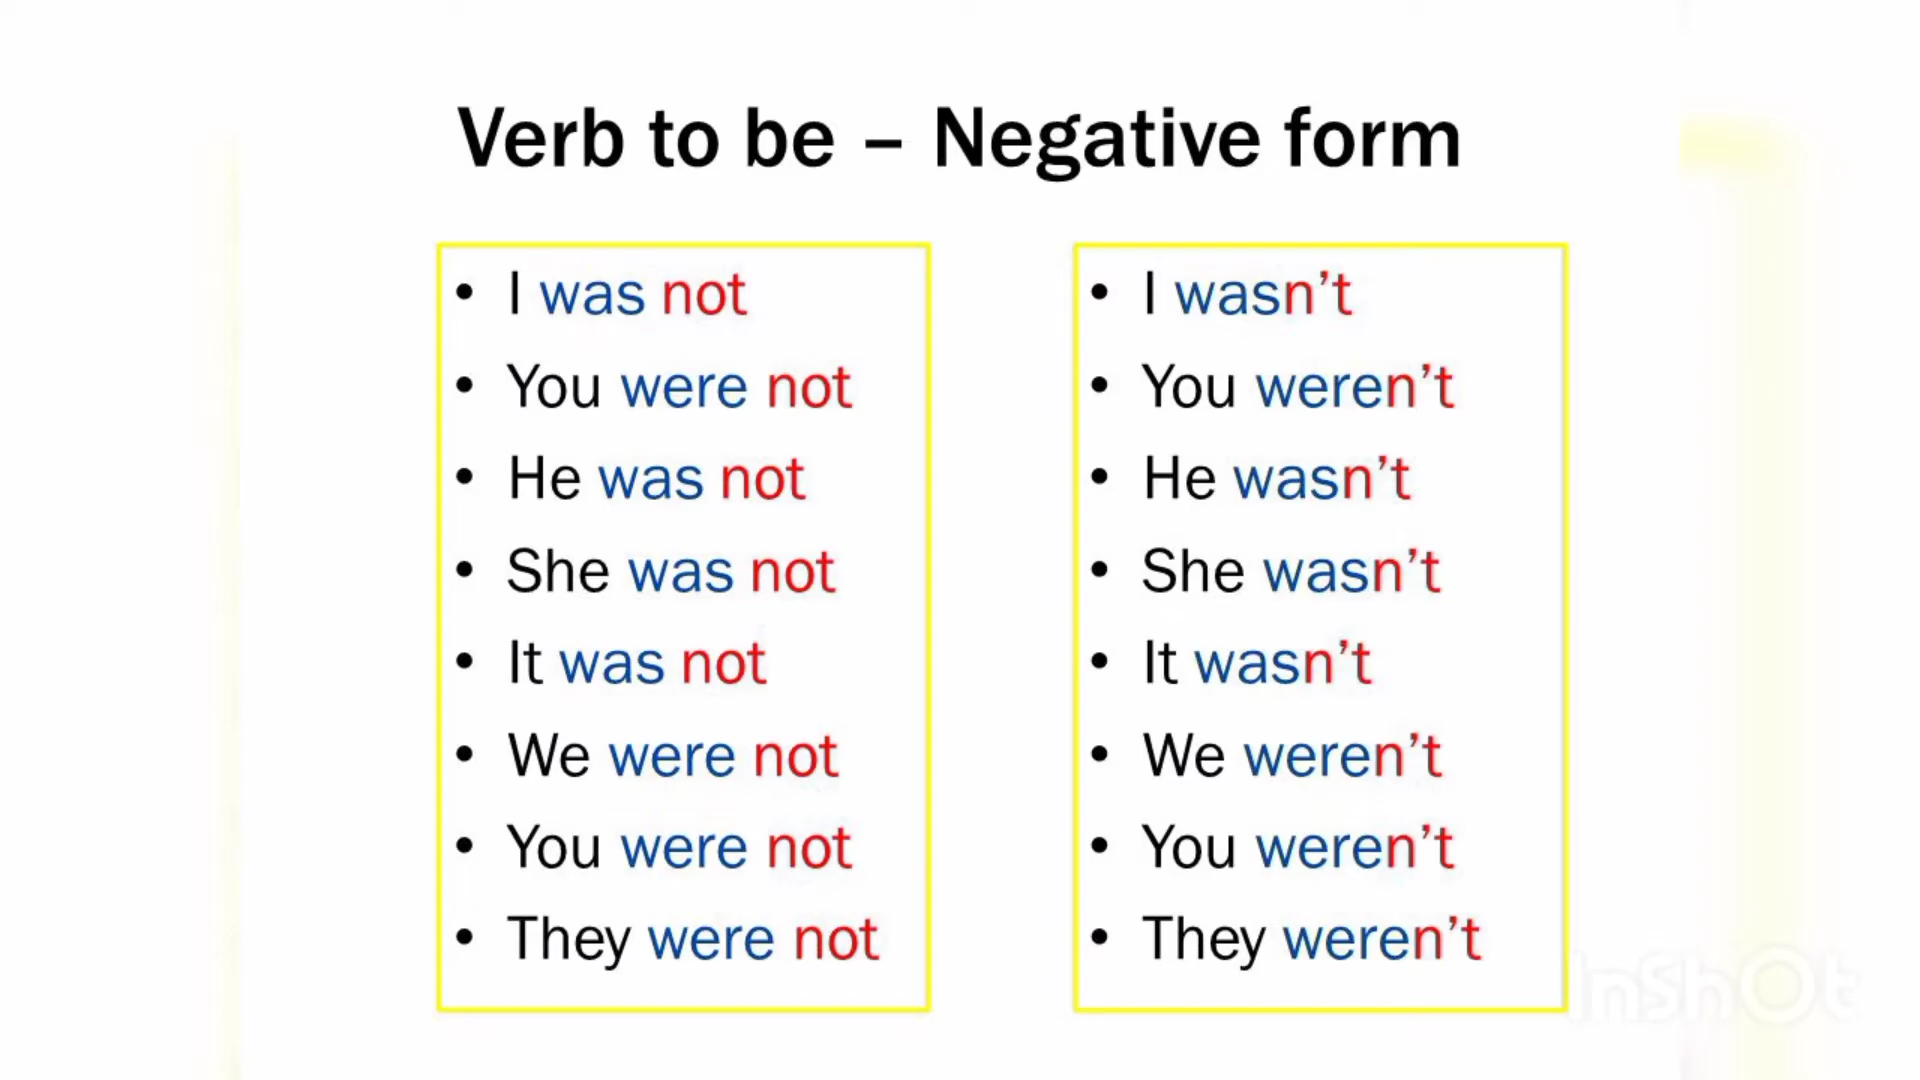 Verb to be – Negative form
• I was not
• You were not
• He was not
• She was not
• It was not
• We were not
• You were not
• They were not
• I wasn’t
• You weren’t
• He wasn’t
• She wasn’t
• It wasn’t
• We weren’t
• You weren’t
• They weren’t
InShOt